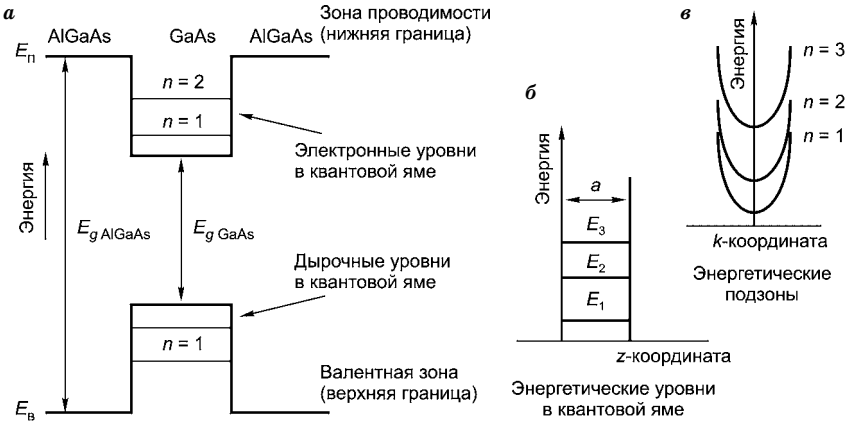 а
AlGaAs
GaAs
AlGaAs
Зона проводимости
(нижняя граница)
Eп
n = 2
n = 1
Электронные уровни
в квантовой яме
Энергия
Eg AlGaAs
Eg GaAs
Дырочные уровни
в квантовой яме
n = 1
Валентная зона
(верхняя граница)
Eв
б
Энергия
a
E3
E2
E1
z-координата
Энергетические уровни
в квантовой яме
в
Энергия
n = 3
n = 2
n = 1
k-координата
Энергетические
подзоны